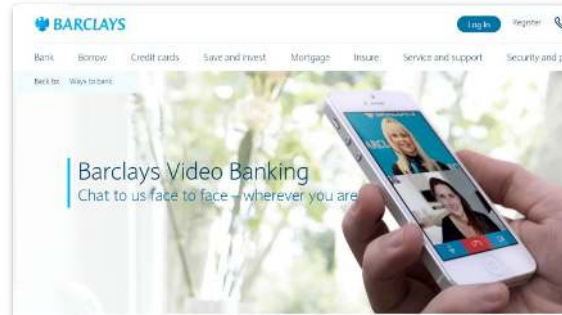 BARCLAYS
Log In
Register
Bank
Borrow
Credit cards
Save and invest
Mortgage
Insure
Service and support
Security and
Back to: Ways to bank
Barclays Video Banking
Chat to us face to face – wherever you are